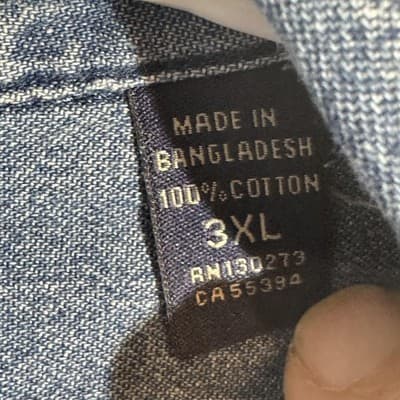 MADE IN
BANGLADESH
100% COTTON
3XL
RN130273
CA55394